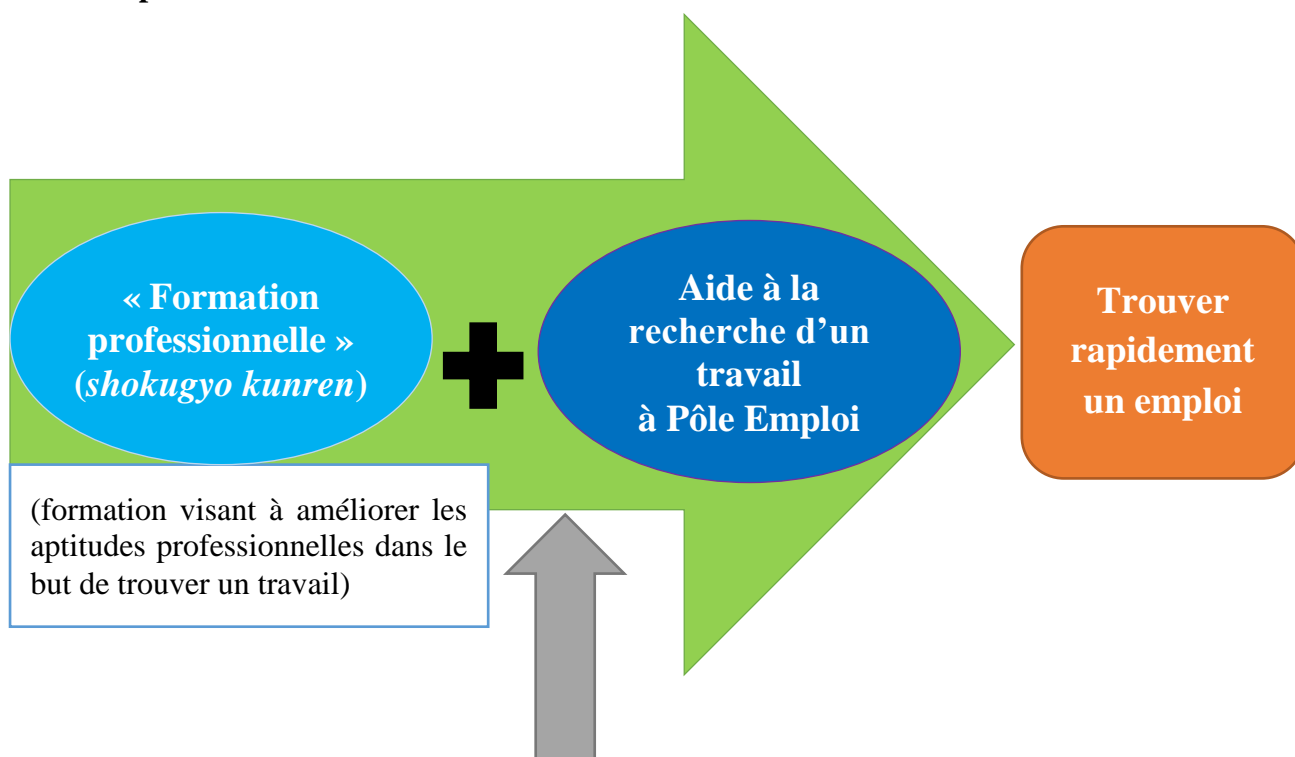 « Formation
professionnelle »
(shokugyo kunren)
Aide à la
recherche d’un
travail
à Pôle Emploi
Trouver
rapidement
un emploi
(formation visant à améliorer les
aptitudes professionnelles dans le
but de trouver un travail)